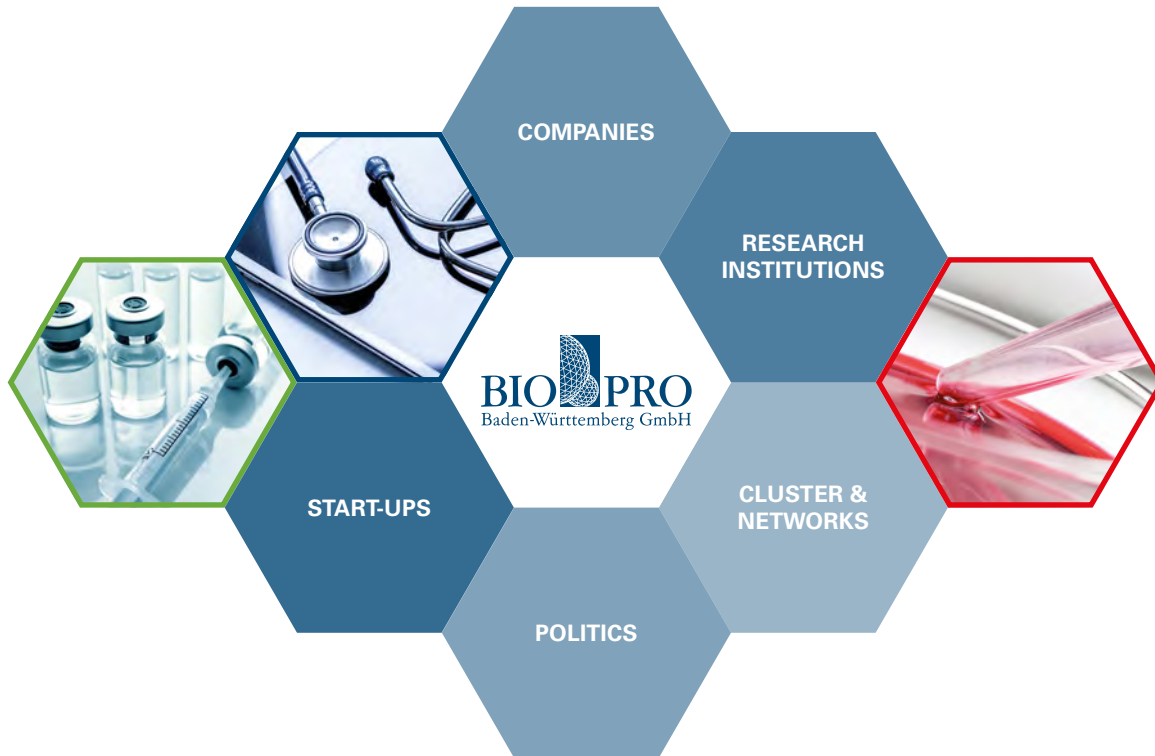 COMPANIES
RESEARCH
INSTITUTIONS
BIO PRO
Baden-Württemberg GmbH
START-UPS
CLUSTER &
NETWORKS
POLITICS